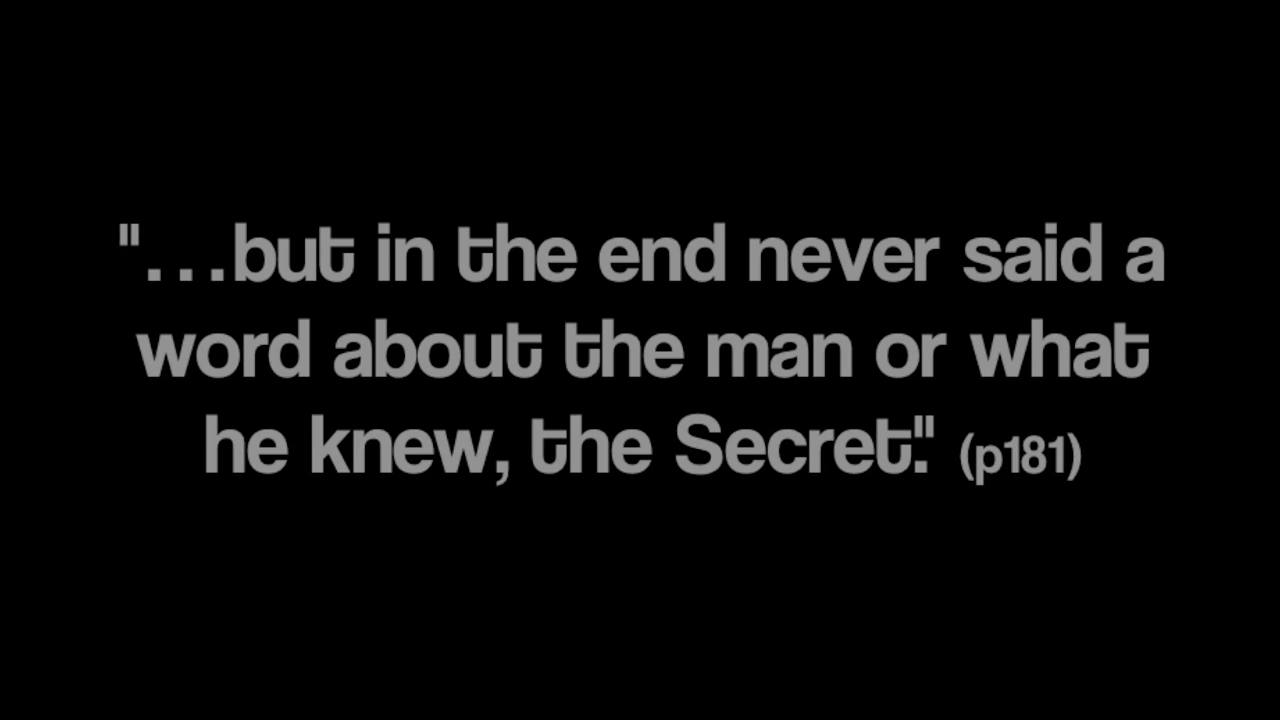 "...but in the end never said a
word about the man or what
he knew, the Secret." (p181)